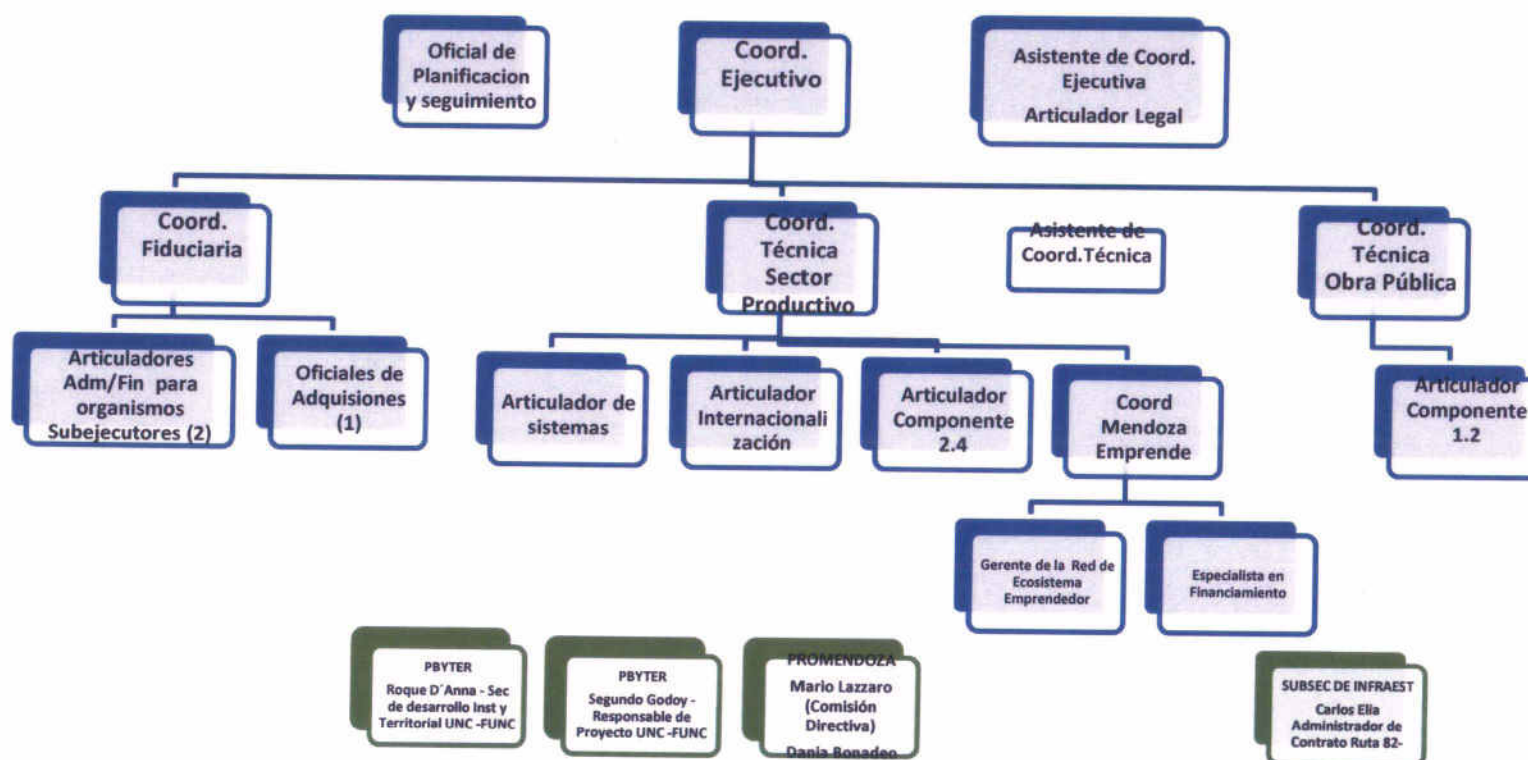 Oficial de
Planificacion
y seguimiento
Coord.
Ejecutivo
Asistente de Coord.
Ejecutiva
Articulador Legal
Coord.
Fiduciaria
Coord.
Técnica
Sector
Productivo
Asistente de
Coord.Técnica
Coord.
Técnica
Obra Pública
Articuladores
Adm/Fin para
organismos
Subejecutores (2)
Oficiales de
Adquisiones
(1)
Articulador de
sistemas
Articulador
Internacionali
zación
Articulador
Componente
2.4
Coord
Mendoza
Emprende
Articulador
Componente
1.2
Gerente de la Red de
Ecosistema
Emprendedor
Especialista en
Financiamiento
PBYTER
Roque D´Anna - Sec
de desarrollo Inst y
Territorial UNC -FUNC
PBYTER
Segundo Godoy -
Responsable de
Proyecto UNC -FUNC
PROMENDOZA
Mario Lazzaro
(Comisión
Directiva)
Dania Bonadeo
SUBSEC DE INFRAEST
Carlos Elia
Administrador de
Contrato Ruta 82-